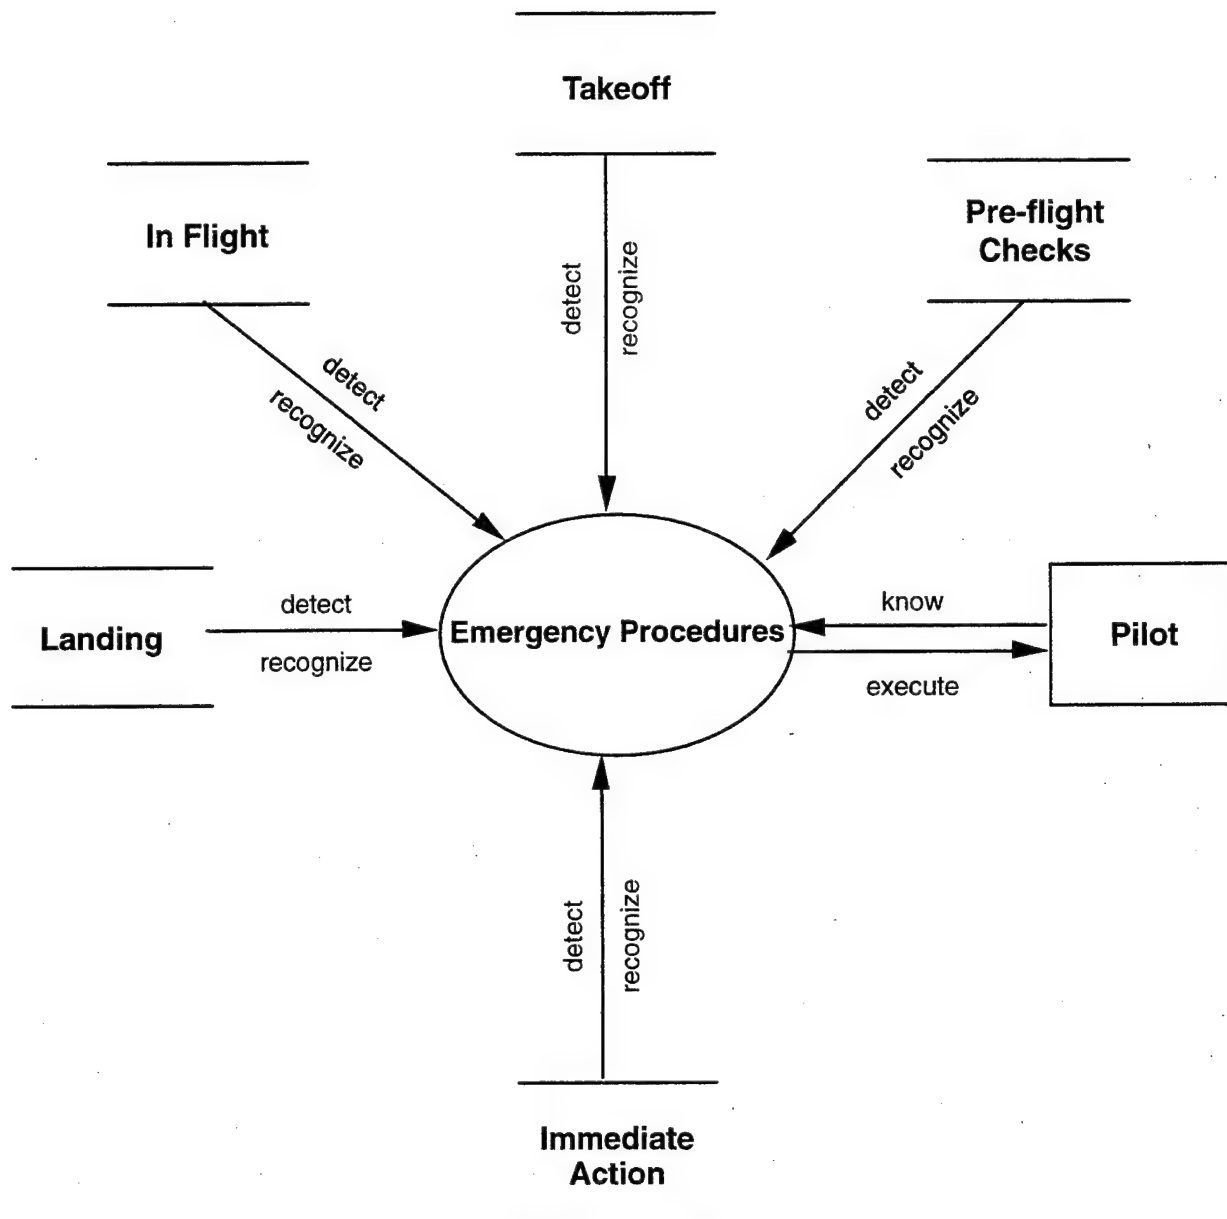 Takeoff
In Flight
Pre-flight
Checks
detect
recognize
detect
recognize
detect
recognize
Landing
detect
recognize
Emergency Procedures
know
execute
Pilot
detect
recognize
Immediate
Action